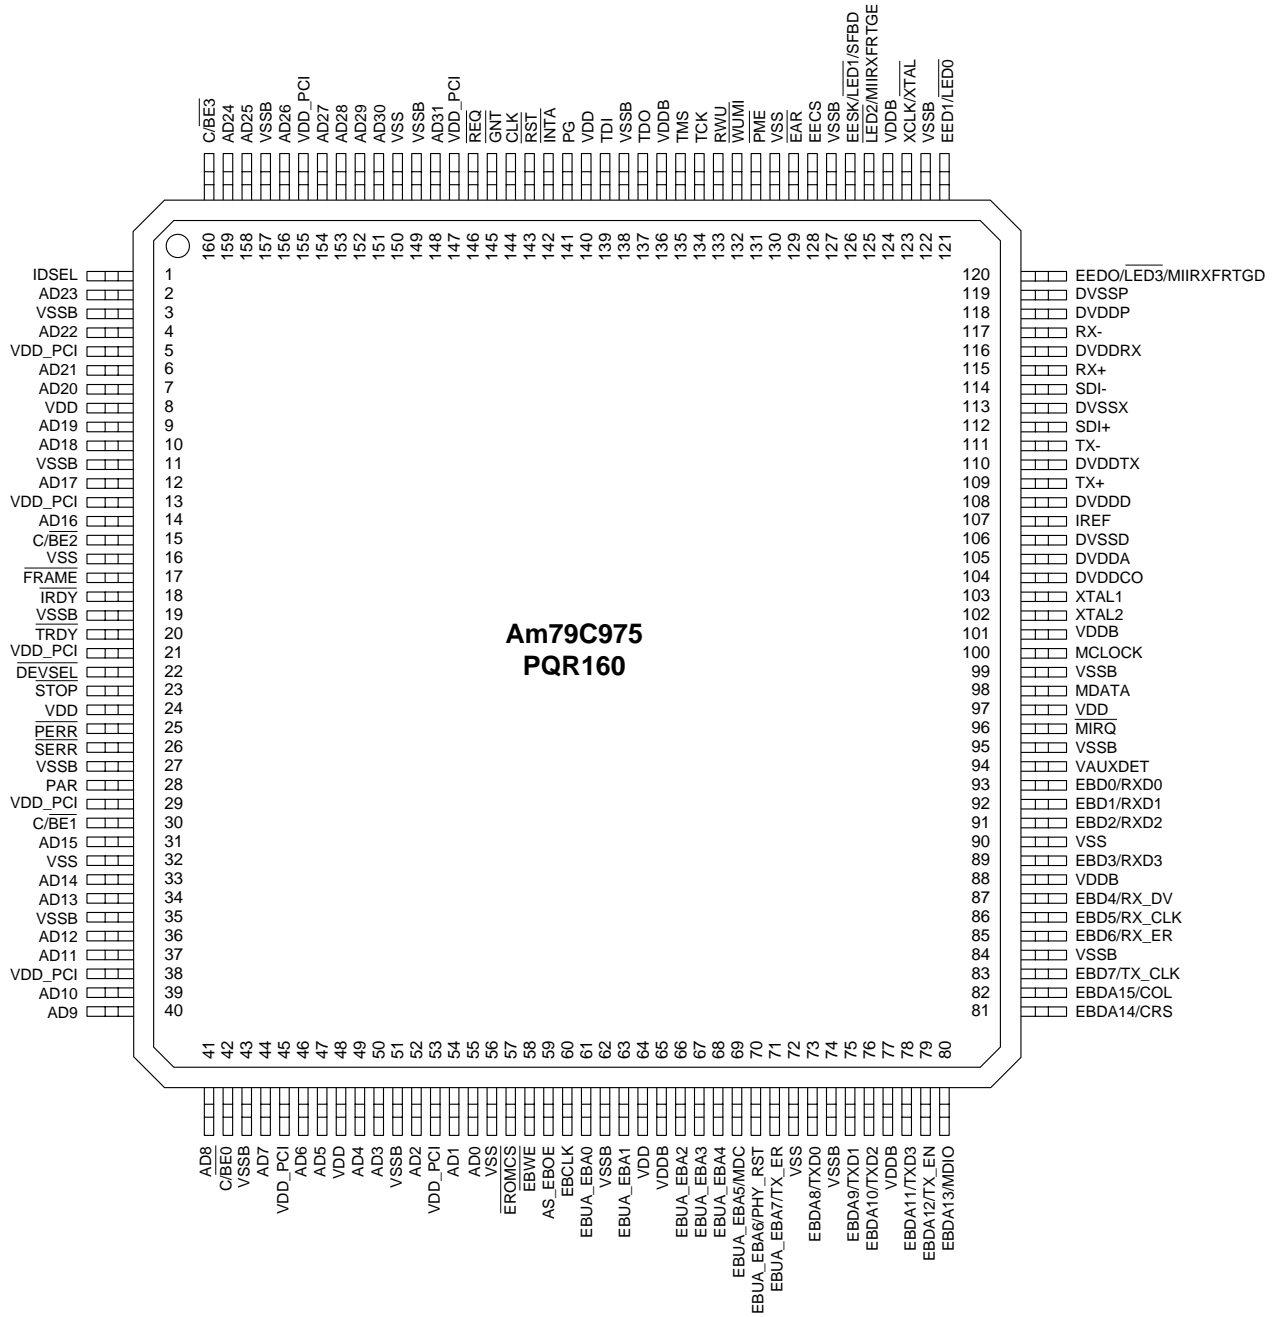 C/BE3
AD24
AD25
VSSB
AD26
VDD_PCI
AD27
AD28
AD29
AD30
VSS
VSSB
AD31
VDD_PCI
REQ
GNT
CLK
RST
INTA
PG
VDD
TDI
VSSB
TDO
VDDB
TMS
TCK
RWU
WUMI
PME
VSS
EAR
EECS
VSSB
EESK/LED1/SFBD
LED2/MIIRXFRTGE
VDDB
XCLK/XTAL
VSSB
EED1/LED0
160
159
158
157
156
155
154
153
152
151
150
149
148
147
146
145
144
143
142
141
140
139
138
137
136
135
134
133
132
131
130
129
128
127
126
125
124
123
122
121
IDSEL 1
AD23 2
VSSB 3
AD22 4
VDD_PCI 5
AD21 6
AD20 7
VDD 8
AD19 9
AD18 10
VSSB 11
AD17 12
VDD_PCI 13
AD16 14
C/BE2 15
VSS 16
FRAME 17
IRDY 18
VSSB 19
TRDY 20
VDD_PCI 21
DEVSEL 22
STOP 23
VDD 24
PERR 25
SERR 26
VSSB 27
PAR 28
VDD_PCI 29
C/BE1 30
AD15 31
VSS 32
AD14 33
AD13 34
VSSB 35
AD12 36
AD11 37
VDD_PCI 38
AD10 39
AD9 40
Am79C975
PQR160
120 EEDO/LED3/MIIRXFRTGD
119 DVSSP
118 DVDDP
117 RX-
116 DVDDRX
115 RX+
114 SDI-
113 DVSSX
112 SDI+
111 TX-
110 DVDDTX
109 TX+
108 DVDDD
107 IREF
106 DVSSD
105 DVDDA
104 DVDDCO
103 XTAL1
102 XTAL2
101 VDDB
100 MCLOCK
99 VSSB
98 MDATA
97 VDD
96 MIRQ
95 VSSB
94 VAUXDET
93 EBD0/RXD0
92 EBD1/RXD1
91 EBD2/RXD2
90 VSS
89 EBD3/RXD3
88 VDDB
87 EBD4/RX_DV
86 EBD5/RX_CLK
85 EBD6/RX_ER
84 VSSB
83 EBD7/TX_CLK
82 EBDA15/COL
81 EBDA14/CRS
41
42
43
44
45
46
47
48
49
50
51
52
53
54
55
56
57
58
59
60
61
62
63
64
65
66
67
68
69
70
71
72
73
74
75
76
77
78
79
80
AD8
C/BE0
VSSB
AD7
VDD_PCI
AD6
AD5
VDD
AD4
AD3
VSSB
AD2
VDD_PCI
AD1
AD0
VSS
EROMCS
EBWE
AS_EBOE
EBCLK
EBUA_EBA0
VSSB
EBUA_EBA1
VDD
VDDB
EBUA_EBA2
EBUA_EBA3
EBUA_EBA4
EBUA_EBA5/MDC
EBUA_EBA6/PHY_RST
EBUA_EBA7/TX_ER
VSS
EBDA8/TXD0
VSSB
EBDA9/TXD1
EBDA10/TXD2
VDDB
EBDA11/TXD3
EBDA12/TX_EN
EBDA13/MDIO